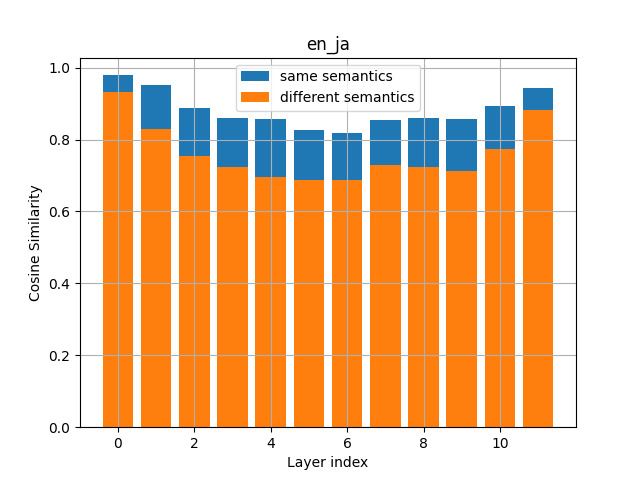 en_ja
same semantics
different semantics
1.0
0.8
0.6
0.4
0.2
0.0
Cosine Similarity
0 2 4 6 8 10
Layer index